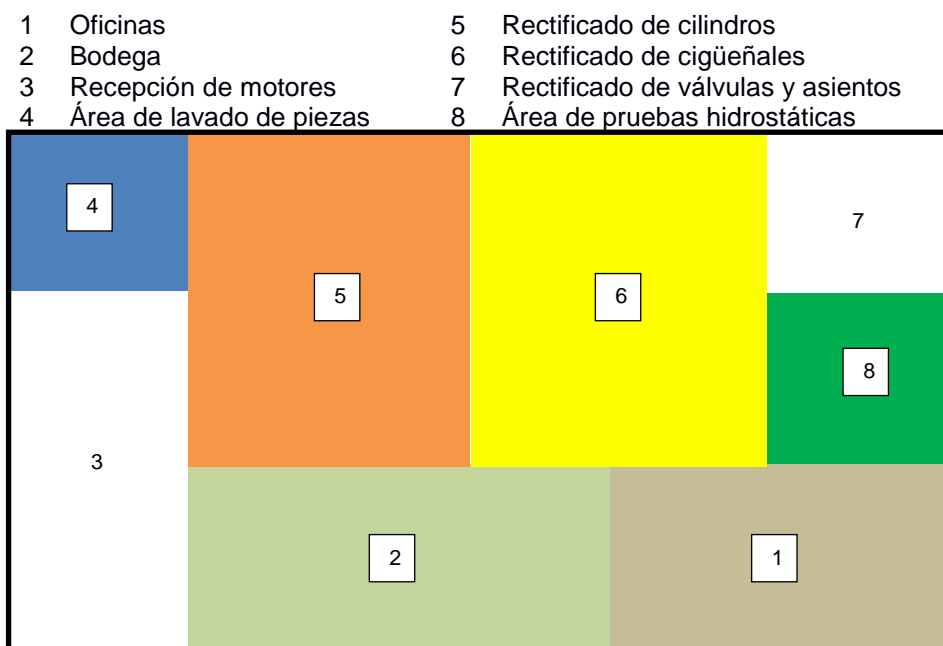 1 Oficinas 5 Rectificado de cilindros
2 Bodega 6 Rectificado de cigüeñales
3 Recepción de motores 7 Rectificado de válvulas y asientos
4 Área de lavado de piezas 8 Área de pruebas hidrostáticas
4
7
5
6
8
3
2
1